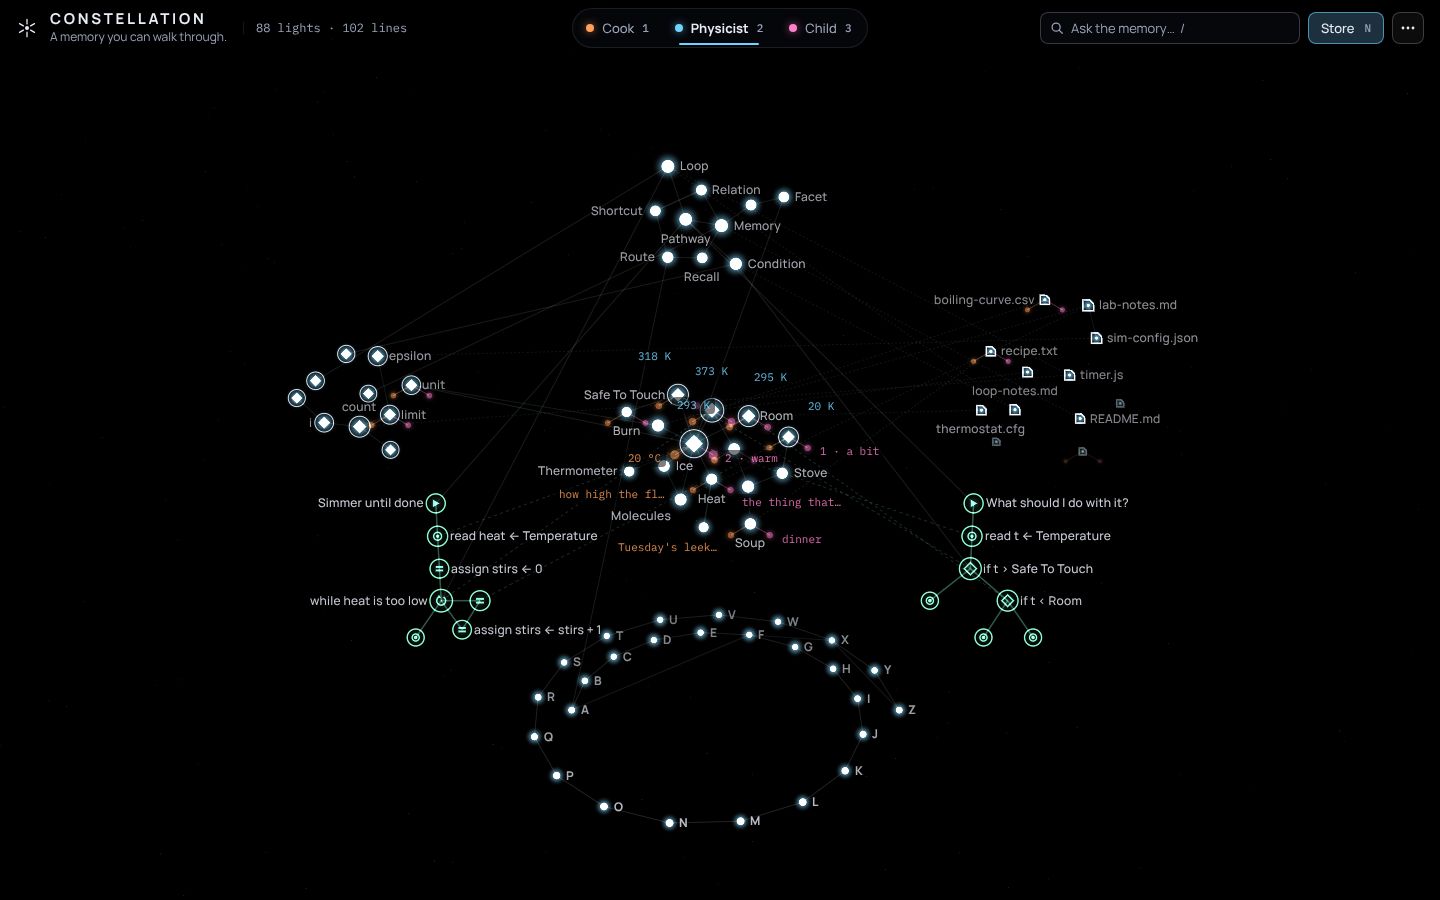 CONSTELLATION
A memory you can walk through.
88 lights · 102 lines
Cook 1
Physicist 2
Child 3
Ask the memory… /
Store N
Loop
Relation
Facet
Shortcut
Memory
Pathway
Route
Recall
Condition
boiling-curve.csv
lab-notes.md
sim-config.json
recipe.txt
timer.js
loop-notes.md
README.md
thermostat.cfg
epsilon
unit
count
limit
i
318 K
373 K
295 K
Safe To Touch
293 K
20 K
Room
Burn
1 · a bit
20 °C
Ice
2 · warm
Thermometer
Stove
how high the fl…
Heat
the thing that…
Molecules
Tuesday's leek…
Soup
dinner
Simmer until done
read heat ← Temperature
assign stirs ← 0
while heat is too low
assign stirs ← stirs + 1
What should I do with it?
read t ← Temperature
if t > Safe To Touch
if t < Room
A
B
C
D
E
F
G
H
I
J
K
L
M
N
O
P
Q
R
S
T
U
V
W
X
Y
Z